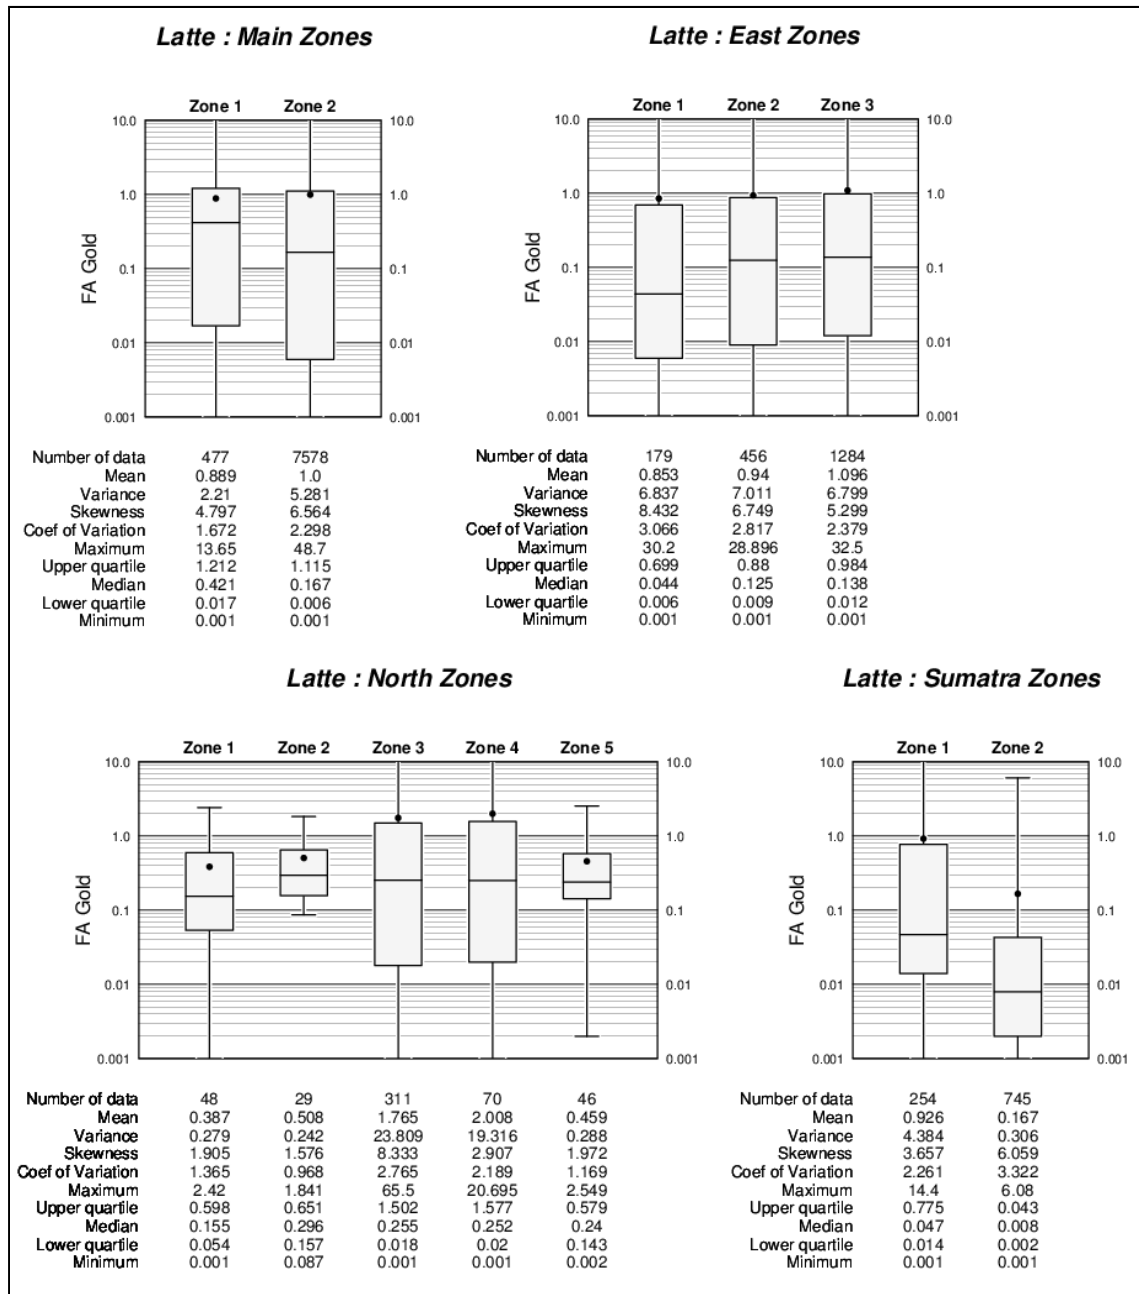 Latte : Main Zones
Zone 1 Zone 2
10.0 10.0
1.0 1.0
0.1 0.1
0.01 0.01
0.001 0.001
FA Gold
Number of data 477 7578
Mean 0.889 1.0
Variance 2.21 5.281
Skewness 4.797 6.564
Coef of Variation 1.672 2.298
Maximum 13.65 48.7
Upper quartile 1.212 1.115
Median 0.421 0.167
Lower quartile 0.017 0.006
Minimum 0.001 0.001
Latte : East Zones
Zone 1 Zone 2 Zone 3
10.0 10.0
1.0 1.0
0.1 0.1
0.01 0.01
0.001 0.001
FA Gold
Number of data 179 456 1284
Mean 0.853 0.94 1.096
Variance 6.837 7.011 6.799
Skewness 8.432 6.749 5.299
Coef of Variation 3.066 2.817 2.379
Maximum 30.2 28.896 32.5
Upper quartile 0.699 0.88 0.984
Median 0.044 0.125 0.138
Lower quartile 0.006 0.009 0.012
Minimum 0.001 0.001 0.001
Latte : North Zones
Zone 1 Zone 2 Zone 3 Zone 4 Zone 5
10.0 10.0
1.0 1.0
0.1 0.1
0.01 0.01
0.001 0.001
FA Gold
Number of data 48 29 311 70 46
Mean 0.387 0.508 1.765 2.008 0.459
Variance 0.279 0.242 23.809 19.316 0.288
Skewness 1.905 1.576 8.333 2.907 1.972
Coef of Variation 1.365 0.968 2.765 2.189 1.169
Maximum 2.42 1.841 65.5 20.695 2.549
Upper quartile 0.598 0.651 1.502 1.577 0.579
Median 0.155 0.296 0.255 0.252 0.24
Lower quartile 0.054 0.157 0.018 0.02 0.143
Minimum 0.001 0.087 0.001 0.001 0.002
Latte : Sumatra Zones
Zone 1 Zone 2
10.0 10.0
1.0 1.0
0.1 0.1
0.01 0.01
0.001 0.001
FA Gold
Number of data 254 745
Mean 0.926 0.167
Variance 4.384 0.306
Skewness 3.657 6.059
Coef of Variation 2.261 3.322
Maximum 14.4 6.08
Upper quartile 0.775 0.043
Median 0.047 0.008
Lower quartile 0.014 0.002
Minimum 0.001 0.001